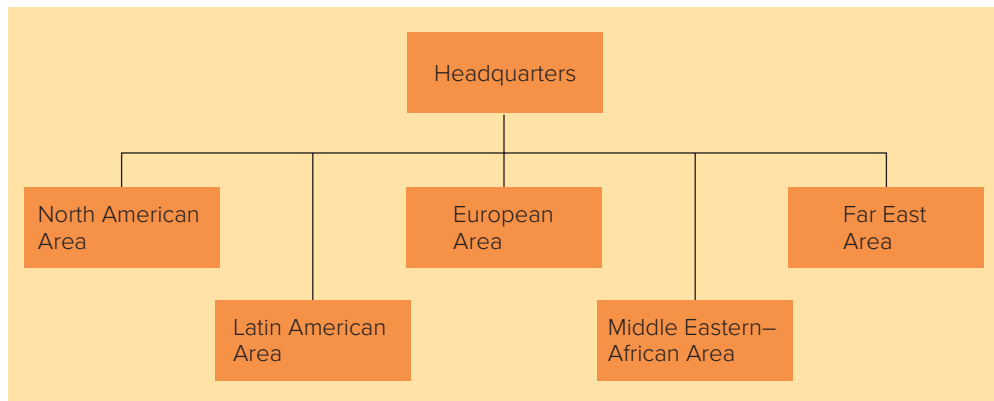 Headquarters
North American
Area
European
Area
Far East
Area
Latin American
Area
Middle Eastern–
African Area